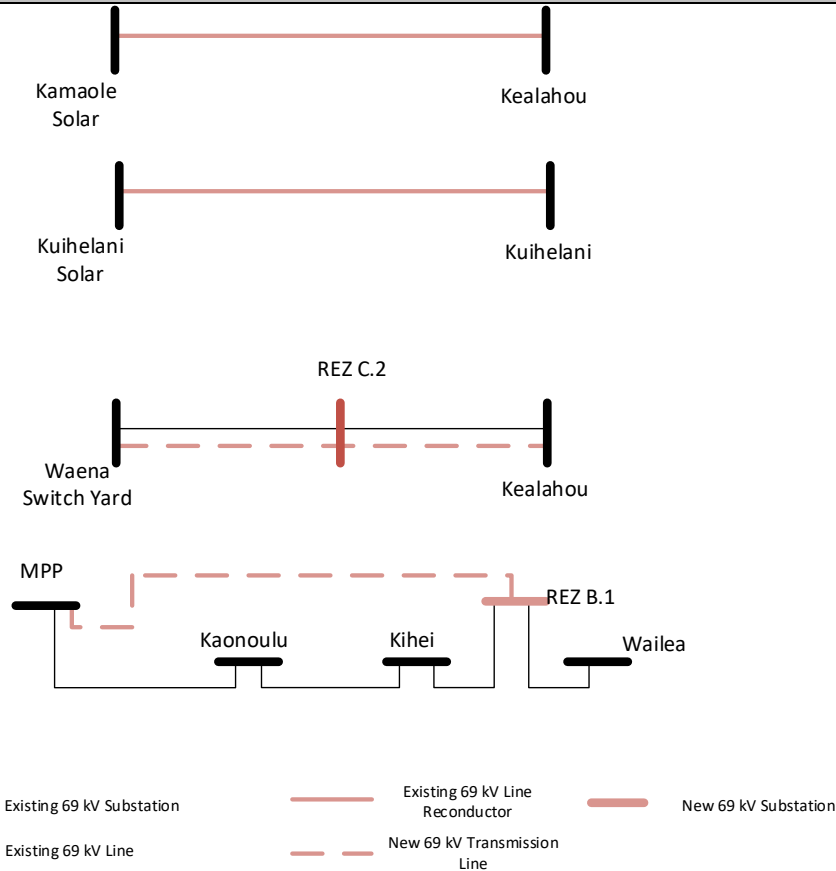 Kamaole
Solar
Kealahou
Kuihelani
Solar
Kuihelani
REZ C.2
Waena
Switch Yard
Kealahou
MPP
REZ B.1
Kaonoulu
Kihei
Wailea
Existing 69 kV Substation
Existing 69 kV Line
Reconductor
New 69 kV Substation
Existing 69 kV Line
New 69 kV Transmission
Line